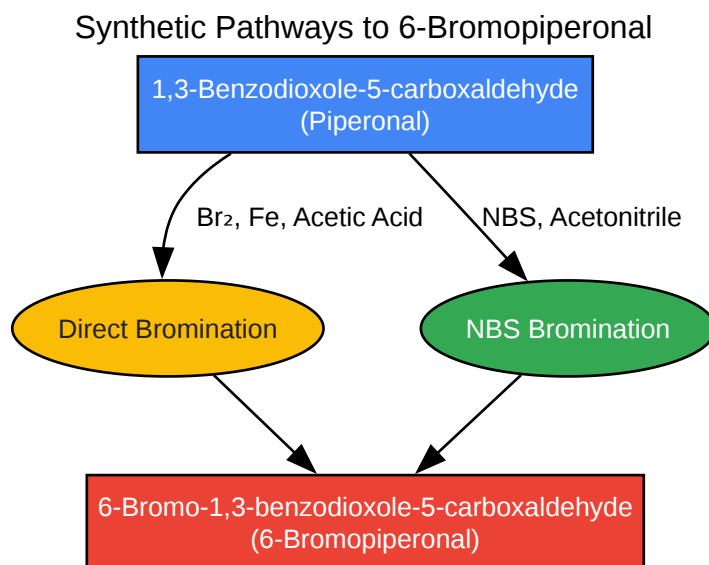 Synthetic Pathways to 6-Bromopiperonal
1,3-Benzodioxole-5-carboxaldehyde
(Piperonal)
Br₂, Fe, Acetic Acid
NBS, Acetonitrile
Direct Bromination
NBS Bromination
6-Bromo-1,3-benzodioxole-5-carboxaldehyde
(6-Bromopiperonal)